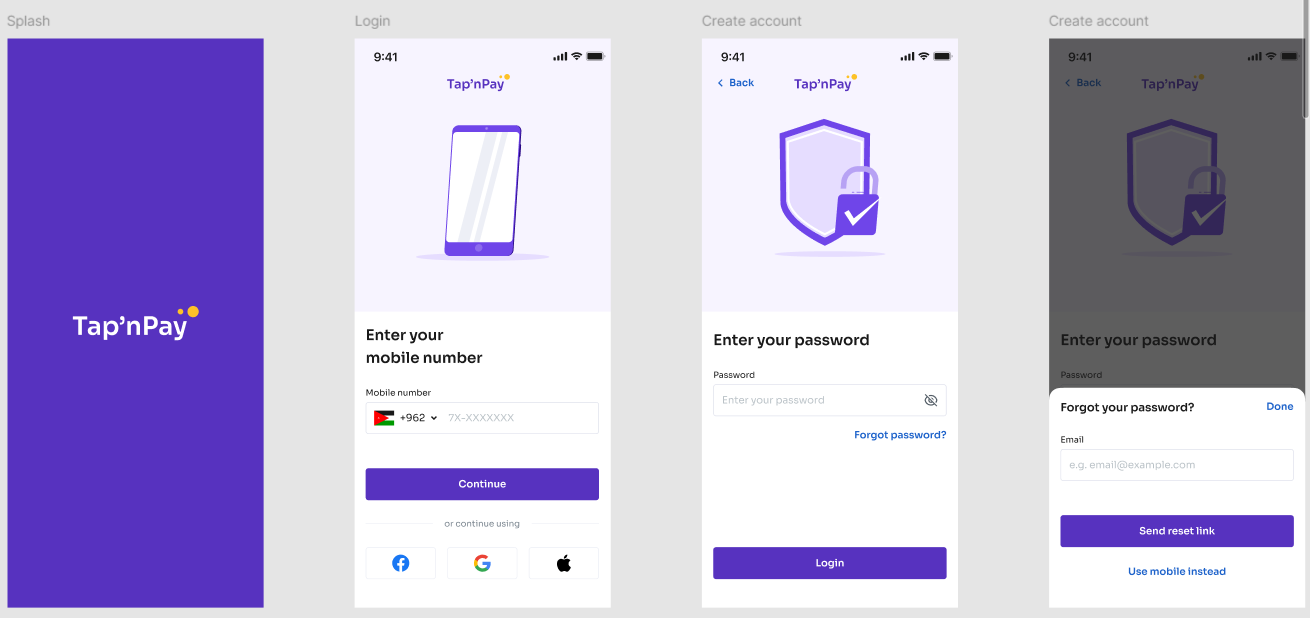 Splash
Tap'nPay
Login
9:41
Tap'nPay
Enter your
mobile number
Mobile number
+962
7X-XXXXXXX
Continue
or continue using
Create account
9:41
Back
Tap'nPay
Enter your password
Password
Enter your password
Forgot password?
Login
Create account
9:41
Back
Tap'nPay
Enter your password
Password
Forgot your password?
Done
Email
e.g. email@example.com
Send reset link
Use mobile instead